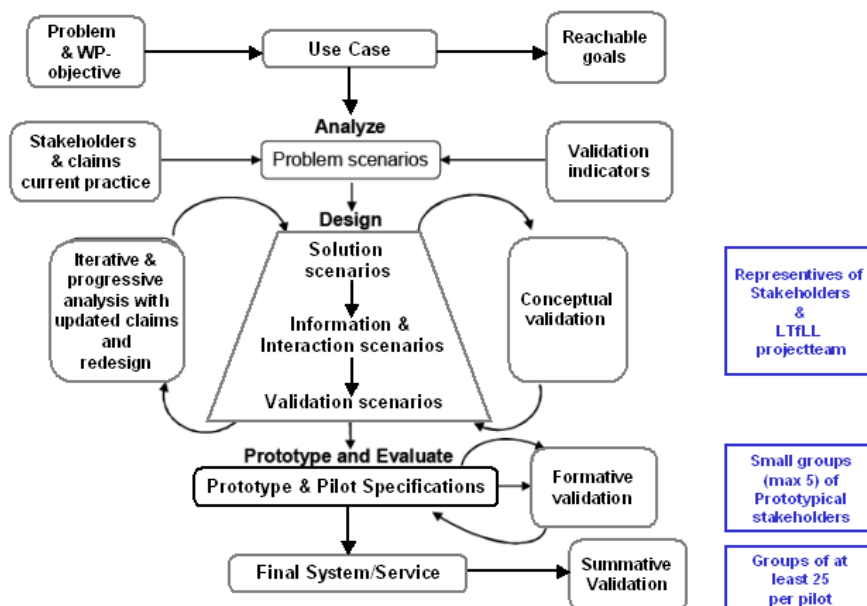 Problem
& WP-
objective
Use Case
Reachable
goals
Analyze
Stakeholders
& claims
current practice
Problem scenarios
Validation
indicators
Design
Iterative &
progressive
analysis with
updated claims
and
redesign
Solution
scenarios
Information &
Interaction scenarios
Validation scenarios
Conceptual
validation
Representives of
Stakeholders
&
LTfLL
projectteam
Prototype and Evaluate
Prototype & Pilot Specifications
Formative
validation
Small groups
(max 5) of
Prototypical
stakeholders
Final System/Service
Summative
Validation
Groups of at
least 25
per pilot